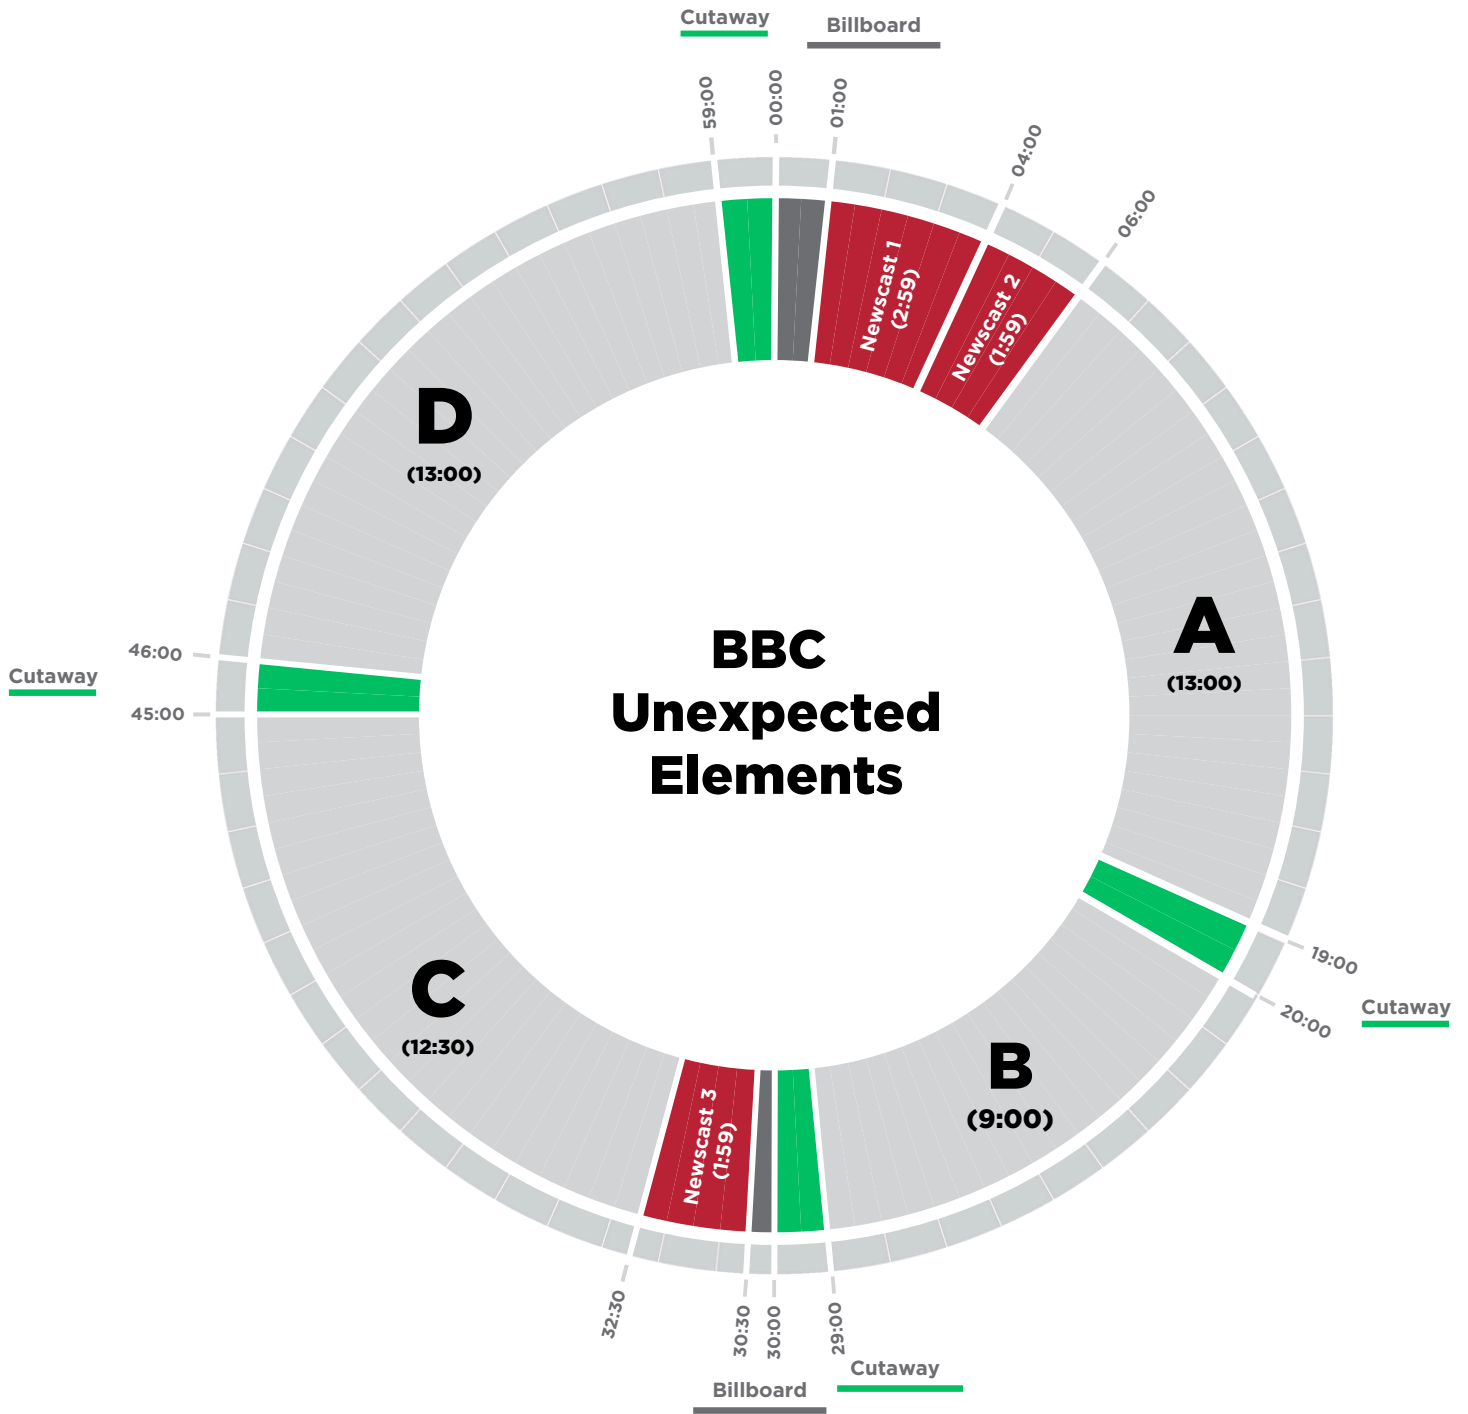 Cutaway
Billboard
59:00
00:00
01:00
04:00
06:00
Newscast 1
(2:59)
Newscast 2
(1:59)
D
(13:00)
A
(13:00)
BBC
Unexpected
Elements
46:00
Cutaway
45:00
19:00
20:00
Cutaway
C
(12:30)
B
(9:00)
Newscast 3
(1:59)
32:30
30:30
30:00
29:00
Cutaway
Billboard